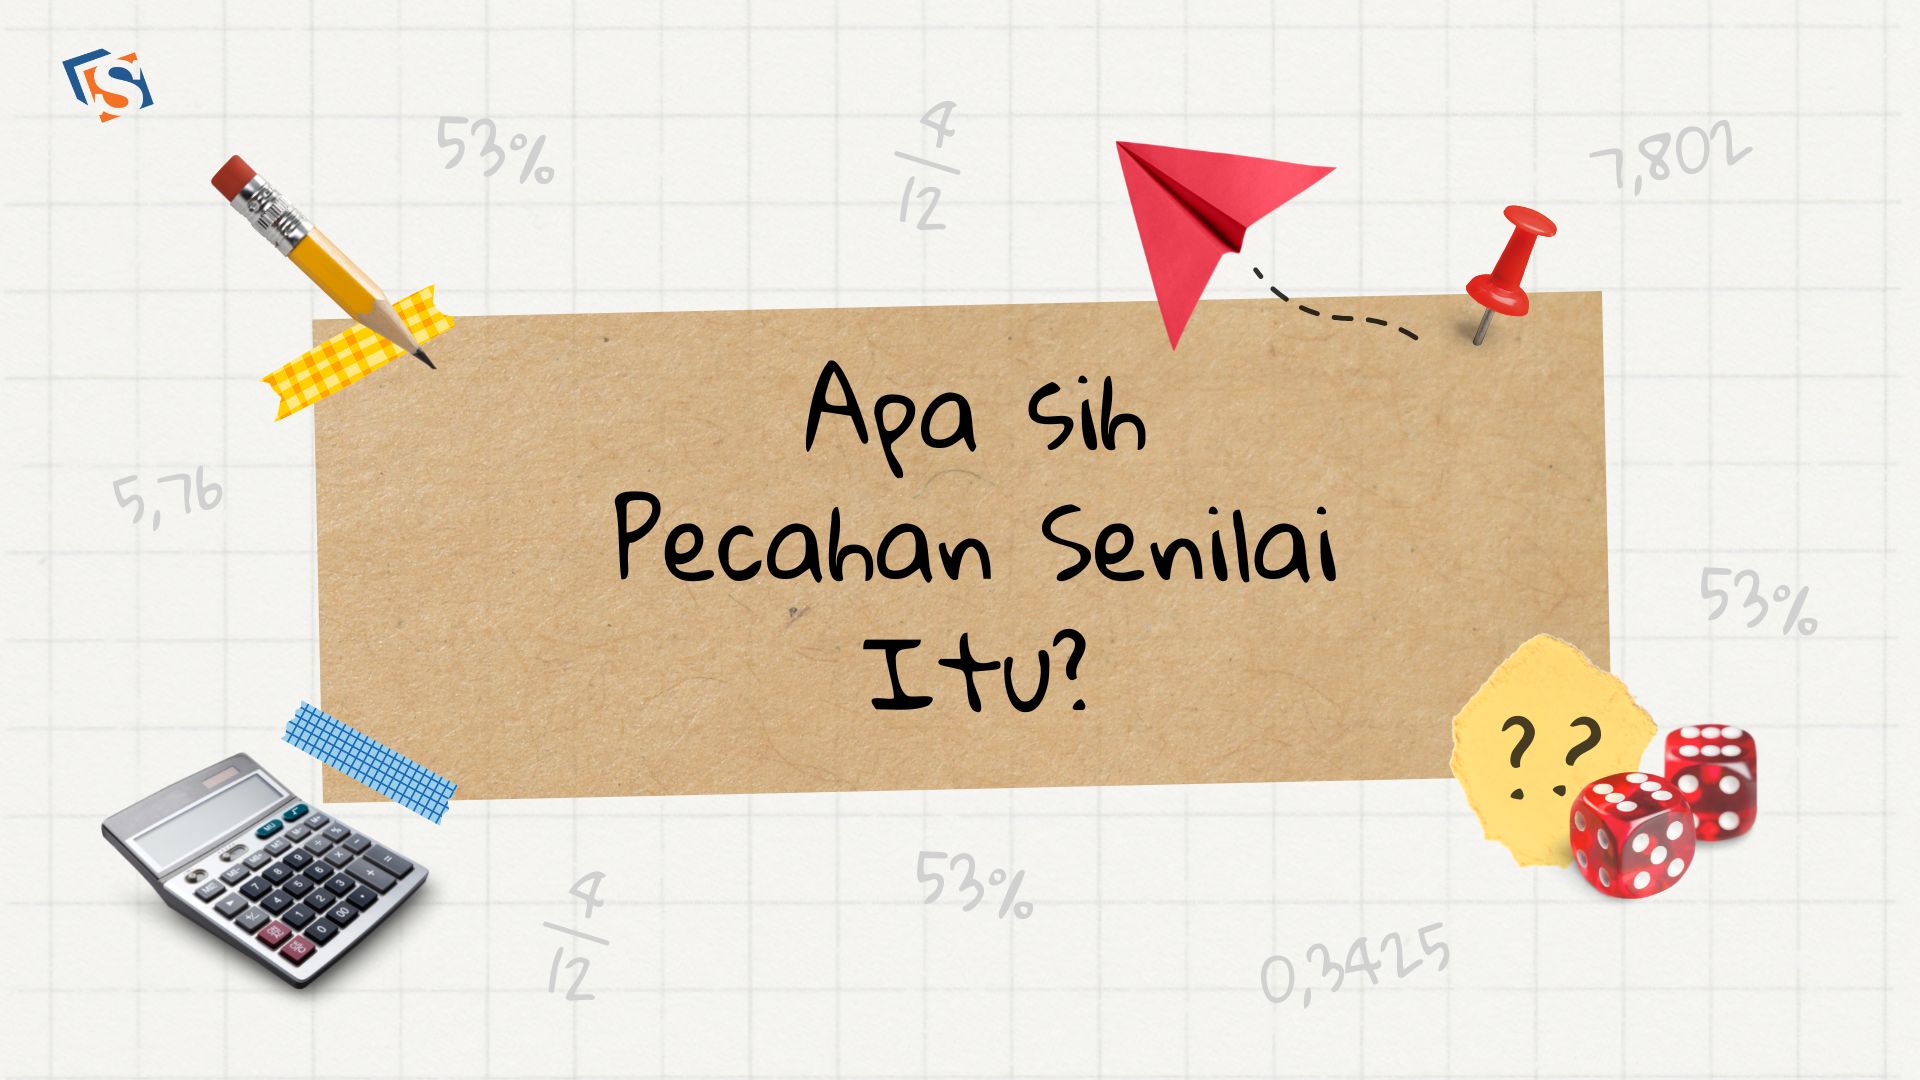 S
53%
4
12
7,802
Apa sih
5,76
Pecahan Senilai
53%
Itu?
? ?
4
12
53%
0,3425